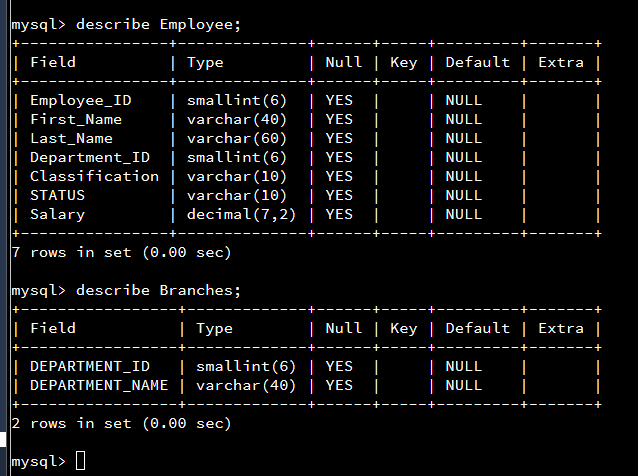 mysql> describe Employee;
+----------------+--------------+------+-----+---------+-------+
| Field          | Type         | Null | Key | Default | Extra |
+----------------+--------------+------+-----+---------+-------+
| Employee_ID    | smallint(6)  | YES  |     | NULL    |       |
| First_Name     | varchar(40)  | YES  |     | NULL    |       |
| Last_Name      | varchar(60)  | YES  |     | NULL    |       |
| Department_ID  | smallint(6)  | YES  |     | NULL    |       |
| Classification | varchar(10)  | YES  |     | NULL    |       |
| STATUS         | varchar(10)  | YES  |     | NULL    |       |
| Salary         | decimal(7,2) | YES  |     | NULL    |       |
+----------------+--------------+------+-----+---------+-------+
7 rows in set (0.00 sec)

mysql> describe Branches;
+-----------------+-------------+------+-----+---------+-------+
| Field           | Type        | Null | Key | Default | Extra |
+-----------------+-------------+------+-----+---------+-------+
| DEPARTMENT_ID   | smallint(6) | YES  |     | NULL    |       |
| DEPARTMENT_NAME | varchar(40) | YES  |     | NULL    |       |
+-----------------+-------------+------+-----+---------+-------+
2 rows in set (0.00 sec)

mysql>